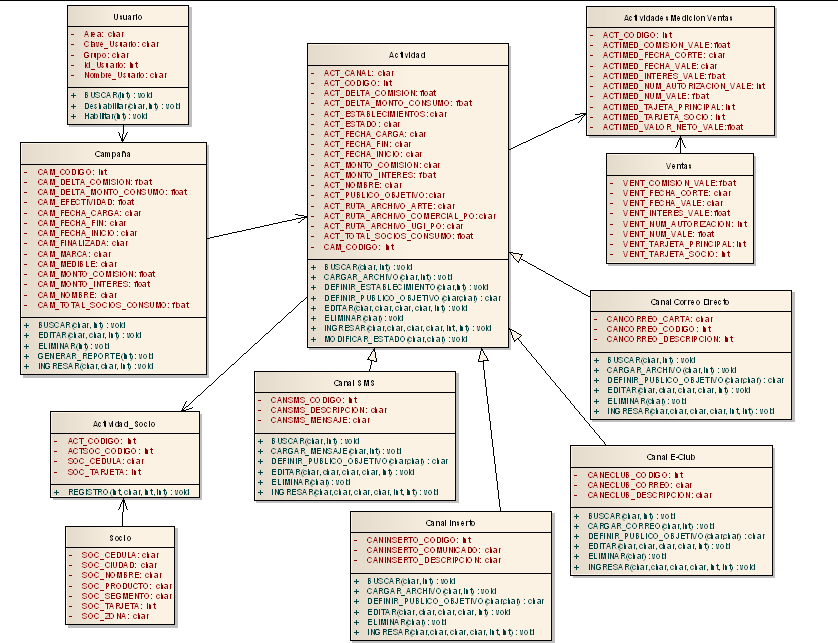 Usuario
- Area: char
- Clave_Usuario: char
- Grupo: char
- Id_Usuario: int
- Nombre_Usuario: char
+ BUSCAR(int) : void
+ Deshabilitar(char,int) : void
+ Habilitar(int) : void
Campaña
- CAM_CODIGO: int
- CAM_DELTA_COMISION: float
- CAM_DELTA_MONTO_CONSUMO: float
- CAM_EFECTIVIDAD: float
- CAM_FECHA_CARGA: char
- CAM_FECHA_FIN: char
- CAM_FECHA_INICIO: char
- CAM_FINALIZADA: char
- CAM_MARCA: char
- CAM_MEDIBLE: char
- CAM_MONTO_COMISION: float
- CAM_MONTO_INTERES: float
- CAM_NOMBRE: char
- CAM_TOTAL_SOCIOS_CONSUMO: float
+ BUSCAR(char,int) : void
+ EDITAR(char,char,int) : void
+ ELIMINAR(int) : void
+ GENERAR_REPORTE(int) : void
+ INGRESAR(char,char,int) : void
Actividad
- ACT_CANAL: char
- ACT_CODIGO: int
- ACT_DELTA_COMISION: float
- ACT_DELTA_MONTO_CONSUMO: float
- ACT_ESTABLECIMIENTOS: char
- ACT_ESTADO: char
- ACT_FECHA_CARGA: char
- ACT_FECHA_FIN: char
- ACT_FECHA_INICIO: char
- ACT_MONTO_COMISION: char
- ACT_MONTO_INTERES: float
- ACT_NOMBRE: char
- ACT_PUBLICO_OBJETIVO: char
- ACT_RUTA_ARCHIVO_ARTE: char
- ACT_RUTA_ARCHIVO_COMERCIAL_PO: char
- ACT_RUTA_ARCHIVO_UGI_PO: char
- ACT_TOTAL_SOCIOS_CONSUMO: float
- CAM_CODIGO: int
+ BUSCAR(char,int) : void
+ CARGAR_ARCHIVO(char,int) : void
+ DEFINIR_ESTABLECIMIENTO(char,int) : void
+ DEFINIR_PUBLICO_OBJETIVO(char,char) : char
+ EDITAR(char,char,char,int) : void
+ ELIMINAR(char) : void
+ INGRESAR(char,char,char,int,int) : void
+ MODIFICAR_ESTADO(char,char) : void
Actividades Medicion Ventas
- ACT_CODIGO: int
- ACTIMED_COMISION_VALE: float
- ACTIMED_FECHA_CORTE: char
- ACTIMED_FECHA_VALE: char
- ACTIMED_INTERES_VALE: float
- ACTIMED_NUM_AUTORIZACION_VALE: int
- ACTIMED_NUM_VALE: float
- ACTIMED_TAJETA_PRINCIPAL: int
- ACTIMED_TARJETA_SOCIO: int
- ACTIMED_VALOR_NETO_VALE: float
Ventas
- VENT_COMISION_VALE: float
- VENT_FECHA_CORTE: char
- VENT_FECHA_VALE: char
- VENT_INTERES_VALE: float
- VENT_NUM_AUTORIZACION: int
- VENT_NUM_VALE: float
- VENT_TARJETA_PRINCIPAL: int
- VENT_TARJETA_SOCIO: int
Canal Correo Directo
- CANCORREO_CARTA: char
- CANCORREO_CODIGO: int
- CANCORREO_DESCRIPCION: int
+ BUSCAR(char,int) : void
+ CARGAR_ARCHIVO(char,int) : void
+ DEFINIR_PUBLICO_OBJETIVO(char,char) : char
+ EDITAR(char,char,char,int) : void
+ ELIMINAR(char) : void
+ INGRESAR(char,char,char,char,int,int) : void
Canal SMS
- CANSMS_CODIGO: int
- CANSMS_DESCRIPCION: char
- CANSMS_MENSAJE: char
+ BUSCAR(char,int) : void
+ CARGAR_MENSAJE(char,int) : void
+ DEFINIR_PUBLICO_OBJETIVO(char,char) : char
+ EDITAR(char,char,char,char,int) : void
+ ELIMINAR(char) : void
+ INGRESAR(char,char,char,char,int,int) : void
Actividad_Socio
- ACT_CODIGO: int
- ACTSOC_CODIGO: int
- SOC_CEDULA: char
- SOC_TARJETA: int
+ REGISTRO(int,char,int,int) : void
Canal E-Club
- CANECLUB_CODIGO: int
- CANECLUB_CORREO: char
- CANECLUB_DESCRIPCION: char
+ BUSCAR(char,int) : void
+ CARGAR_CORREO(char,int) : void
+ DEFINIR_PUBLICO_OBJETIVO(char,char) : char
+ EDITAR(char,char,char,char,int) : void
+ ELIMINAR(char) : void
+ INGRESAR(char,char,char,char,int,int) : void
Canal Inserto
- CANINSERTO_CODIGO: int
- CANINSERTO_COMUNICADO: char
- CANINSERTO_DESCRIPCION: char
+ BUSCAR(char,int) : void
+ CARGAR_ARCHIVO(char,int) : void
+ DEFINIR_PUBLICO_OBJETIVO(char,char) : char
+ EDITAR(char,char,char,char,int) : void
+ ELIMINAR(char) : void
+ INGRESAR(char,char,char,char,int,int) : void
Socio
- SOC_CEDULA: char
- SOC_CIUDAD: char
- SOC_NOMBRE: char
- SOC_PRODUCTO: char
- SOC_SEGMENTO: char
- SOC_TARJETA: int
- SOC_ZONA: char